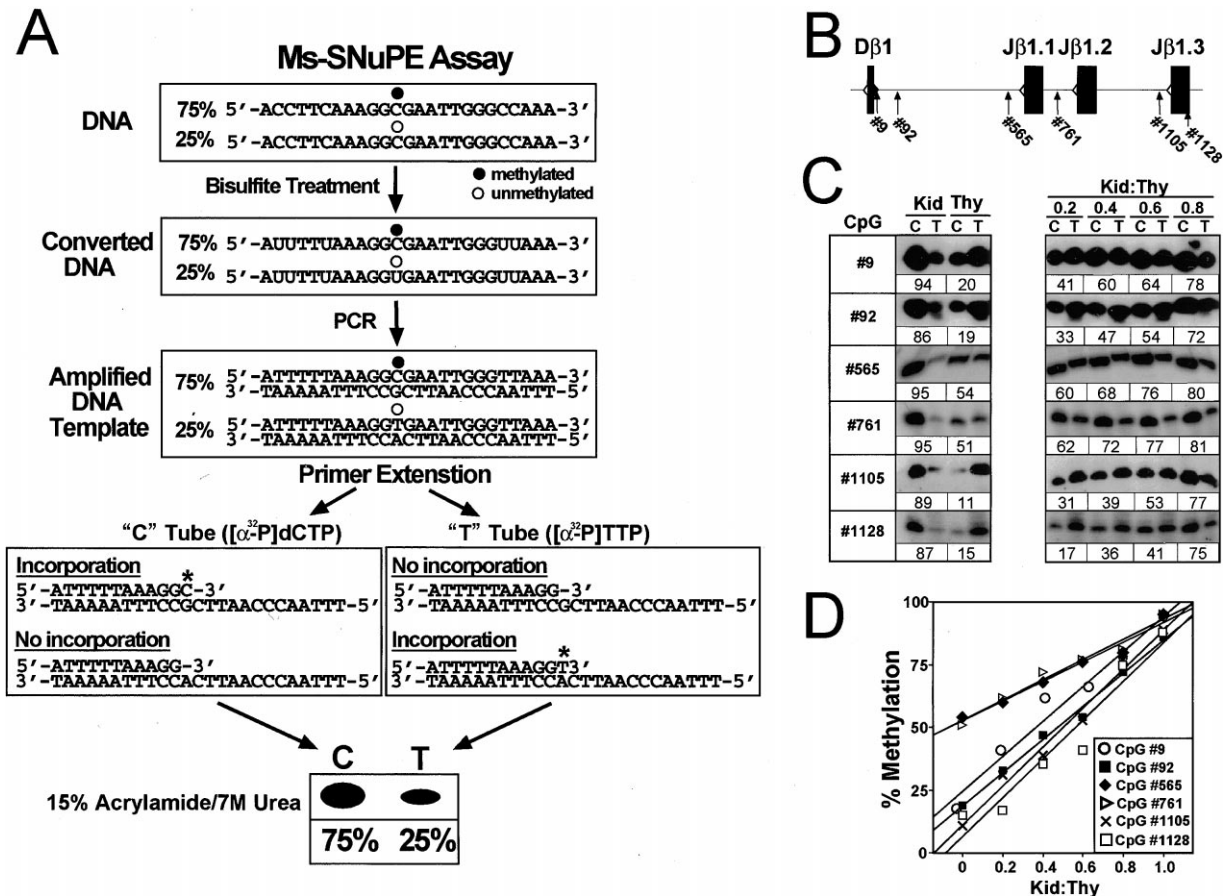 A
Ms-SNuPE Assay
DNA
75% 5′-ACCTTCAAAGGCGAATTGGGCCAAA-3′
25% 5′-ACCTTCAAAGGCGAATTGGGCCAAA-3′
Bisulfite Treatment
methylated
unmethylated
Converted DNA
75% 5′-AUUTTUAAAGGCGAATTGGGUUAAA-3′
25% 5′-AUUTTUAAAGGUGAATTGGGUUAAA-3′
PCR
Amplified DNA Template
75% 5′-ATTTTTAAAGGCGAATTGGGTTAAA-3′
3′-TAAAAATTTCCGCTTAACCCAATTT-5′
25% 5′-ATTTTTAAAGGTGAATTGGGTTAAA-3′
3′-TAAAAATTTCCACTTAACCCAATTT-5′
Primer Extenstion
"C" Tube ([α³²-P]dCTP)
Incorporation
*
5′-ATTTTTAAAGGC-3′
3′-TAAAAATTTCCGCTTAACCCAATTT-5′
No incorporation
5′-ATTTTTAAAGG-3′
3′-TAAAAATTTCCACTTAACCCAATTT-5′
"T" Tube ([α³²-P]TTP)
No incorporation
5′-ATTTTTAAAGG-3′
3′-TAAAAATTTCCGCTTAACCCAATTT-5′
Incorporation
*
5′-ATTTTTAAAGGT3′
3′-TAAAAATTTCCACTTAACCCAATTT-5′
C T
15% Acrylamide/7M Urea
75% 25%
B
Dβ1 Jβ1.1 Jβ1.2 Jβ1.3
#9 #92 #565 #761 #1105 #1128
C
Kid:Thy
Kid Thy 0.2 0.4 0.6 0.8
CpG C T C T C T C T C T C T
#9
94 20 41 60 64 78
#92
86 19 33 47 54 72
#565
95 54 60 68 76 80
#761
95 51 62 72 77 81
#1105
89 11 31 39 53 77
#1128
87 15 17 36 41 75
D
% Methylation
100
75
50
25
0
CpG #9
CpG #92
CpG #565
CpG #761
CpG #1105
CpG #1128
0 0.2 0.4 0.6 0.8 1.0
Kid:Thy